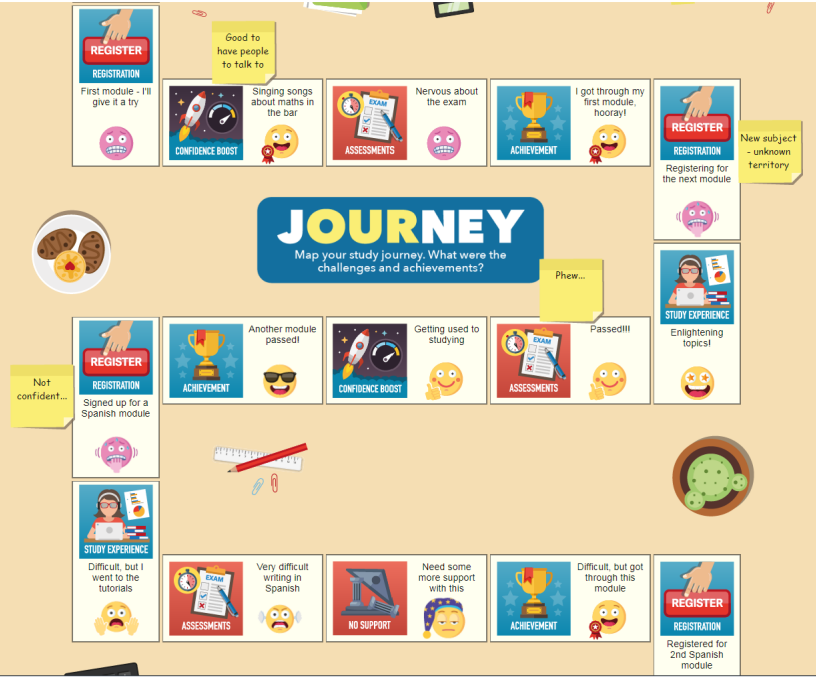 REGISTER
REGISTRATION
First module - I'll
give it a try
Good to
have people
to talk to
CONFIDENCE BOOST
Singing songs
about maths in
the bar
EXAM
ASSESSMENTS
Nervous about
the exam
ACHIEVEMENT
I got through my
first module,
hooray!
REGISTER
REGISTRATION
Registering for
the next module
New subject
- unknown
territory
JOURNEY
Map your study journey. What were the
challenges and achievements?
STUDY EXPERIENCE
Enlightening
topics!
Phew...
EXAM
ASSESSMENTS
Passed!!!
CONFIDENCE BOOST
Getting used to
studying
ACHIEVEMENT
Another module
passed!
REGISTER
REGISTRATION
Signed up for a
Spanish module
Not
confident...
STUDY EXPERIENCE
Difficult, but I
went to the
tutorials
EXAM
ASSESSMENTS
Very difficult
writing in
Spanish
NO SUPPORT
Need some
more support
with this
ACHIEVEMENT
Difficult, but got
through this
module
REGISTER
REGISTRATION
Registered for
2nd Spanish
module